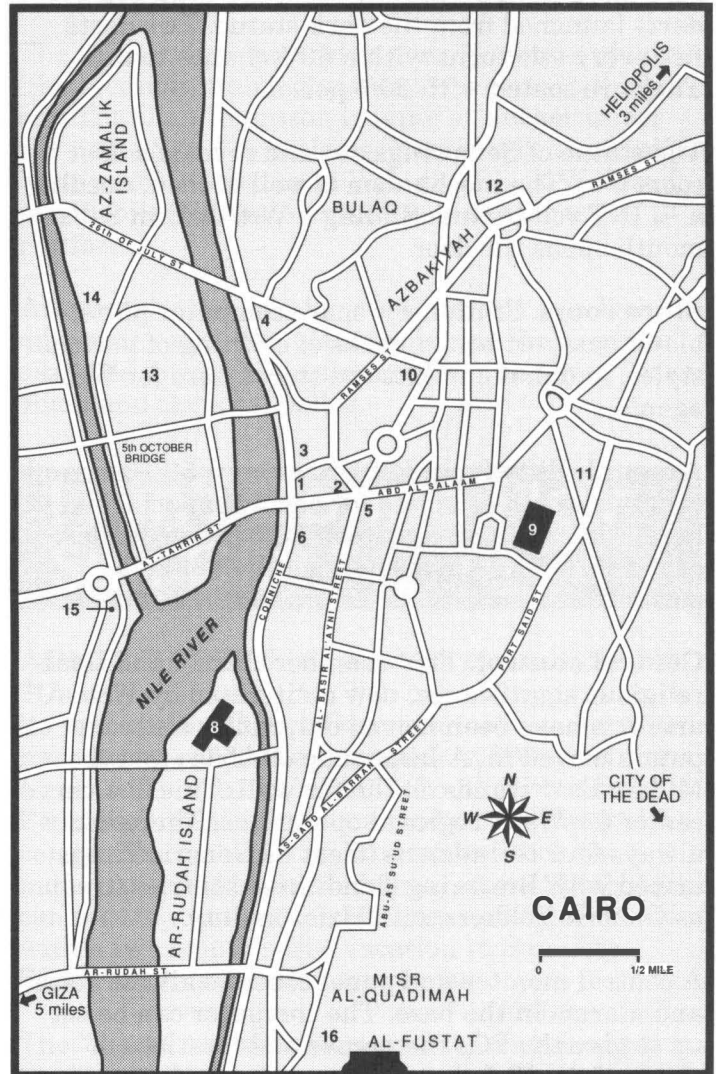 HELIOPOLIS
3 miles
AZ-ZAMALIK
ISLAND
12
RAMSES ST
BULAQ
AZBAKIYAH
26th OF JULY ST
14
4
13
RAMSES ST
10
5th OCTOBER
BRIDGE
3
1
2
ABD AL SALAAM
11
5
9
6
AT-TAHRIR ST
CORNICHE
15
NILE RIVER
AL-BASIR AL'AYNI STREET
PORT SAID ST
8
AS-SADD AL-BARRANI STREET
ABU-AS SU'UD STREET
CITY OF
THE DEAD
N
W E
S
AR-RUDAH ISLAND
CAIRO
0 1/2 MILE
AR-RUDAH ST.
GIZA
5 miles
MISR
AL-QUADIMAH
16
AL-FUSTAT